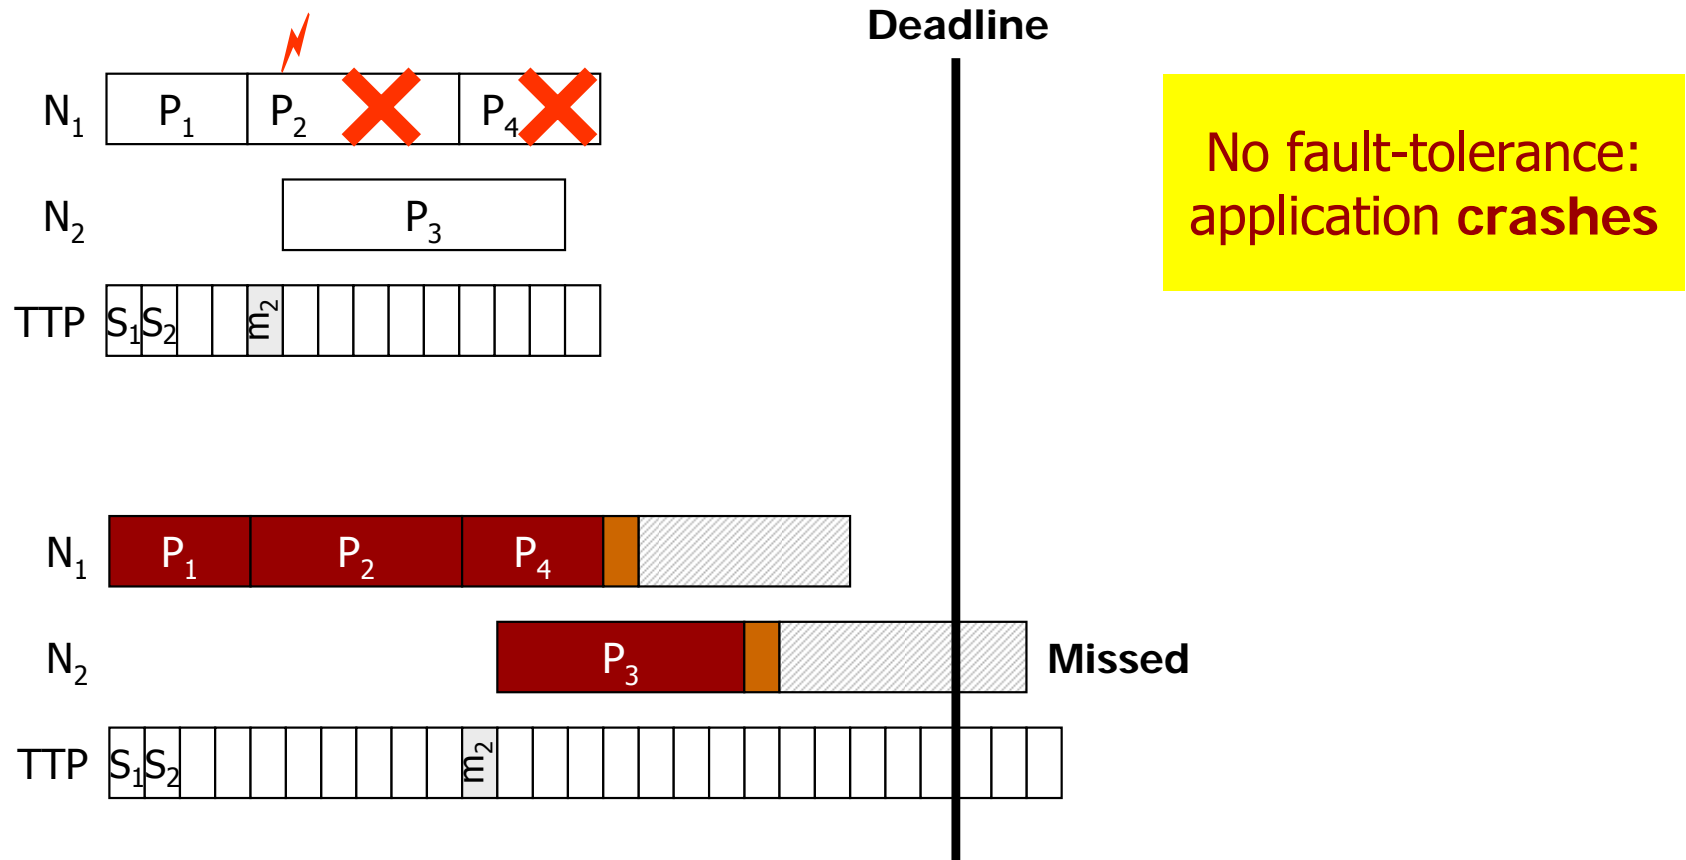 Deadline
N₁ P₁ P₂ P₄
No fault-tolerance:
application crashes
N₂ P₃
TTP S₁ S₂ m₂
N₁ P₁ P₂ P₄
N₂ P₃ Missed
TTP S₁ S₂ m₂